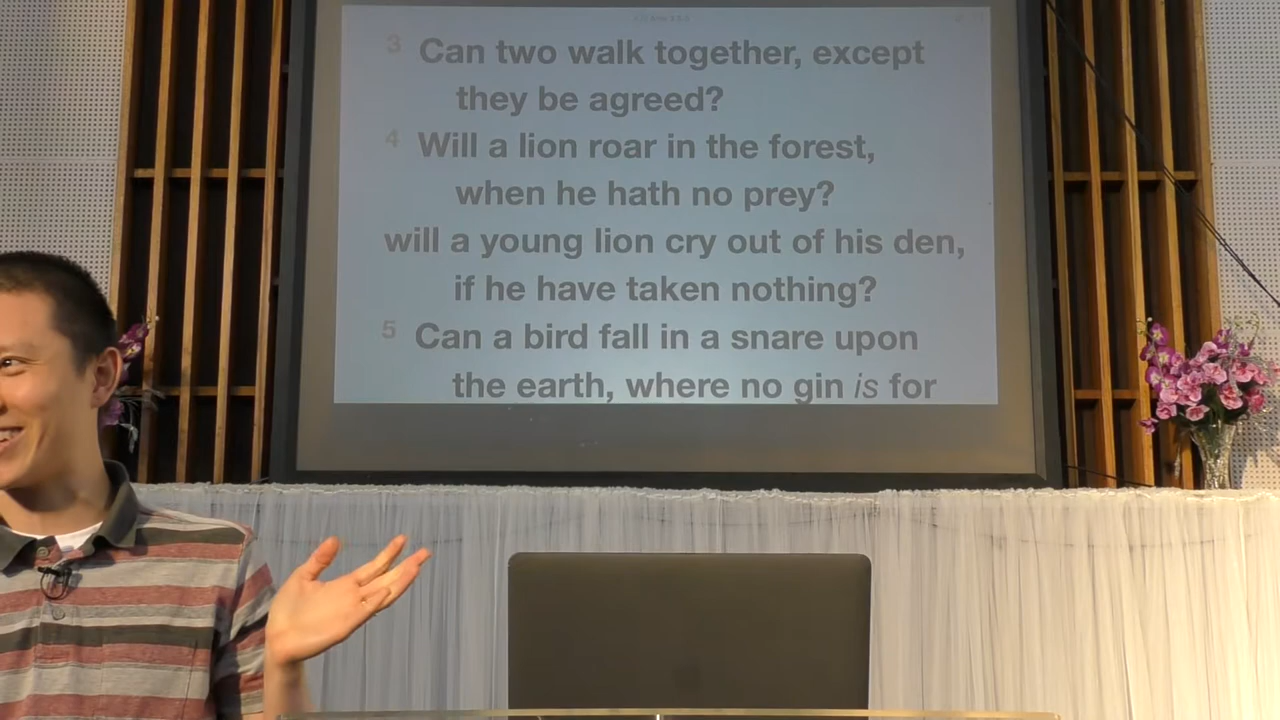 3 Can two walk together, except
they be agreed?
4 Will a lion roar in the forest,
when he hath no prey?
will a young lion cry out of his den,
if he have taken nothing?
5 Can a bird fall in a snare upon
the earth, where no gin is for